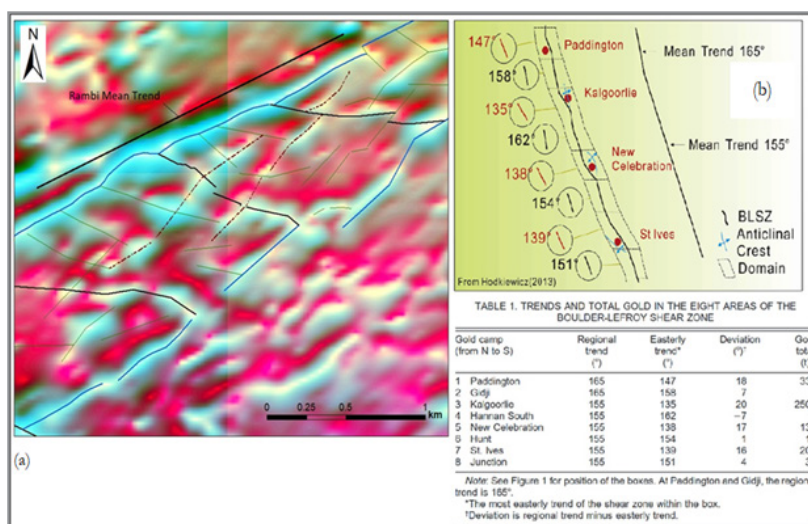 N
Rambi Mean Trend
0 0.25 0.5 1
km
(a)
147°
Paddington
Mean Trend 165°
158°
(b)
Kalgoorlie
135°
162°
New
Celebration
Mean Trend 155°
138°
154°
BLSZ
Anticlinal
Crest
139°
St Ives
151°
Domain
From Hodkiewicz(2013)
TABLE 1. TRENDS AND TOTAL GOLD IN THE EIGHT AREAS OF THE
BOULDER-LEFROY SHEAR ZONE
Gold camp Regional Easterly Deviation
(from N to S) trend trend* (°)†
(°) (°)
1 Paddington 165 147 18
2 Gidji 165 158 7
3 Kalgoorlie 155 135 20
4 Hannan South 155 162 –7
5 New Celebration 155 138 17
6 Hunt 155 154 1
7 St. Ives 155 139 16
8 Junction 155 151 4
Note: See Figure 1 for position of the boxes. At Paddington and Gidji, the region
trend is 165°.
*The most easterly trend of the shear zone within the box.
†Deviation is regional trend minus easterly trend.